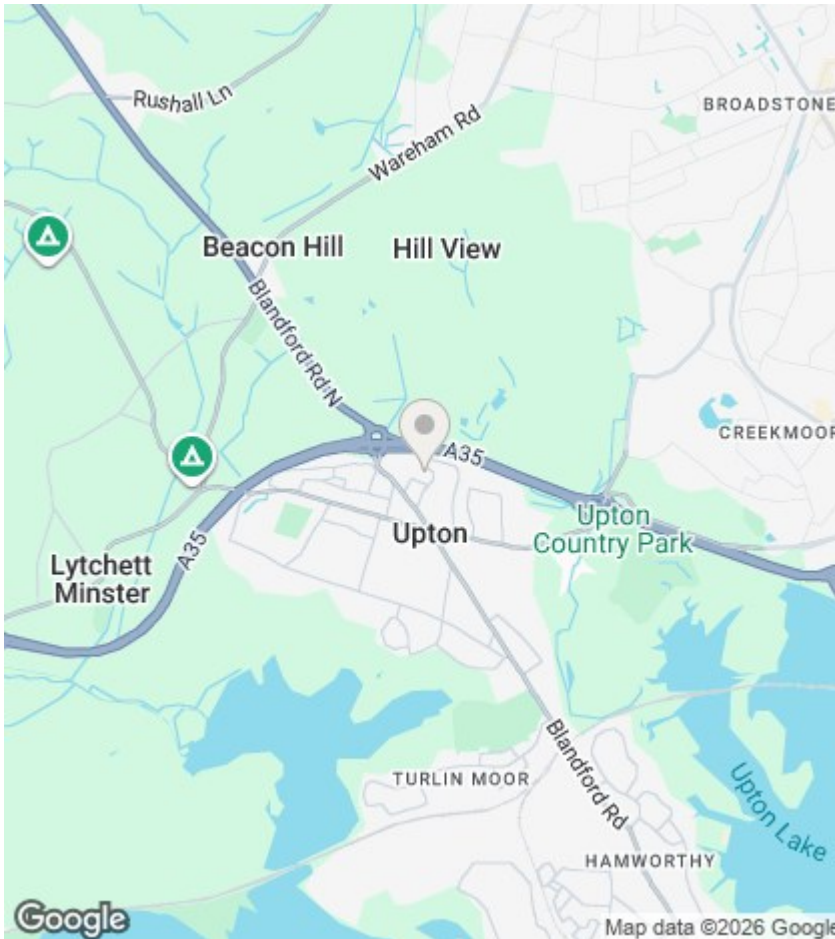 Rushall Ln
BROADSTONE
Wareham Rd
Beacon Hill
Hill View
Blandford Rd N
CREEKMOOR
A35
Upton
Country Park
Upton
A35
Lytchett
Minster
Blandford Rd
TURLIN MOOR
Upton Lake
HAMWORTHY
Google
Map data ©2026 Google